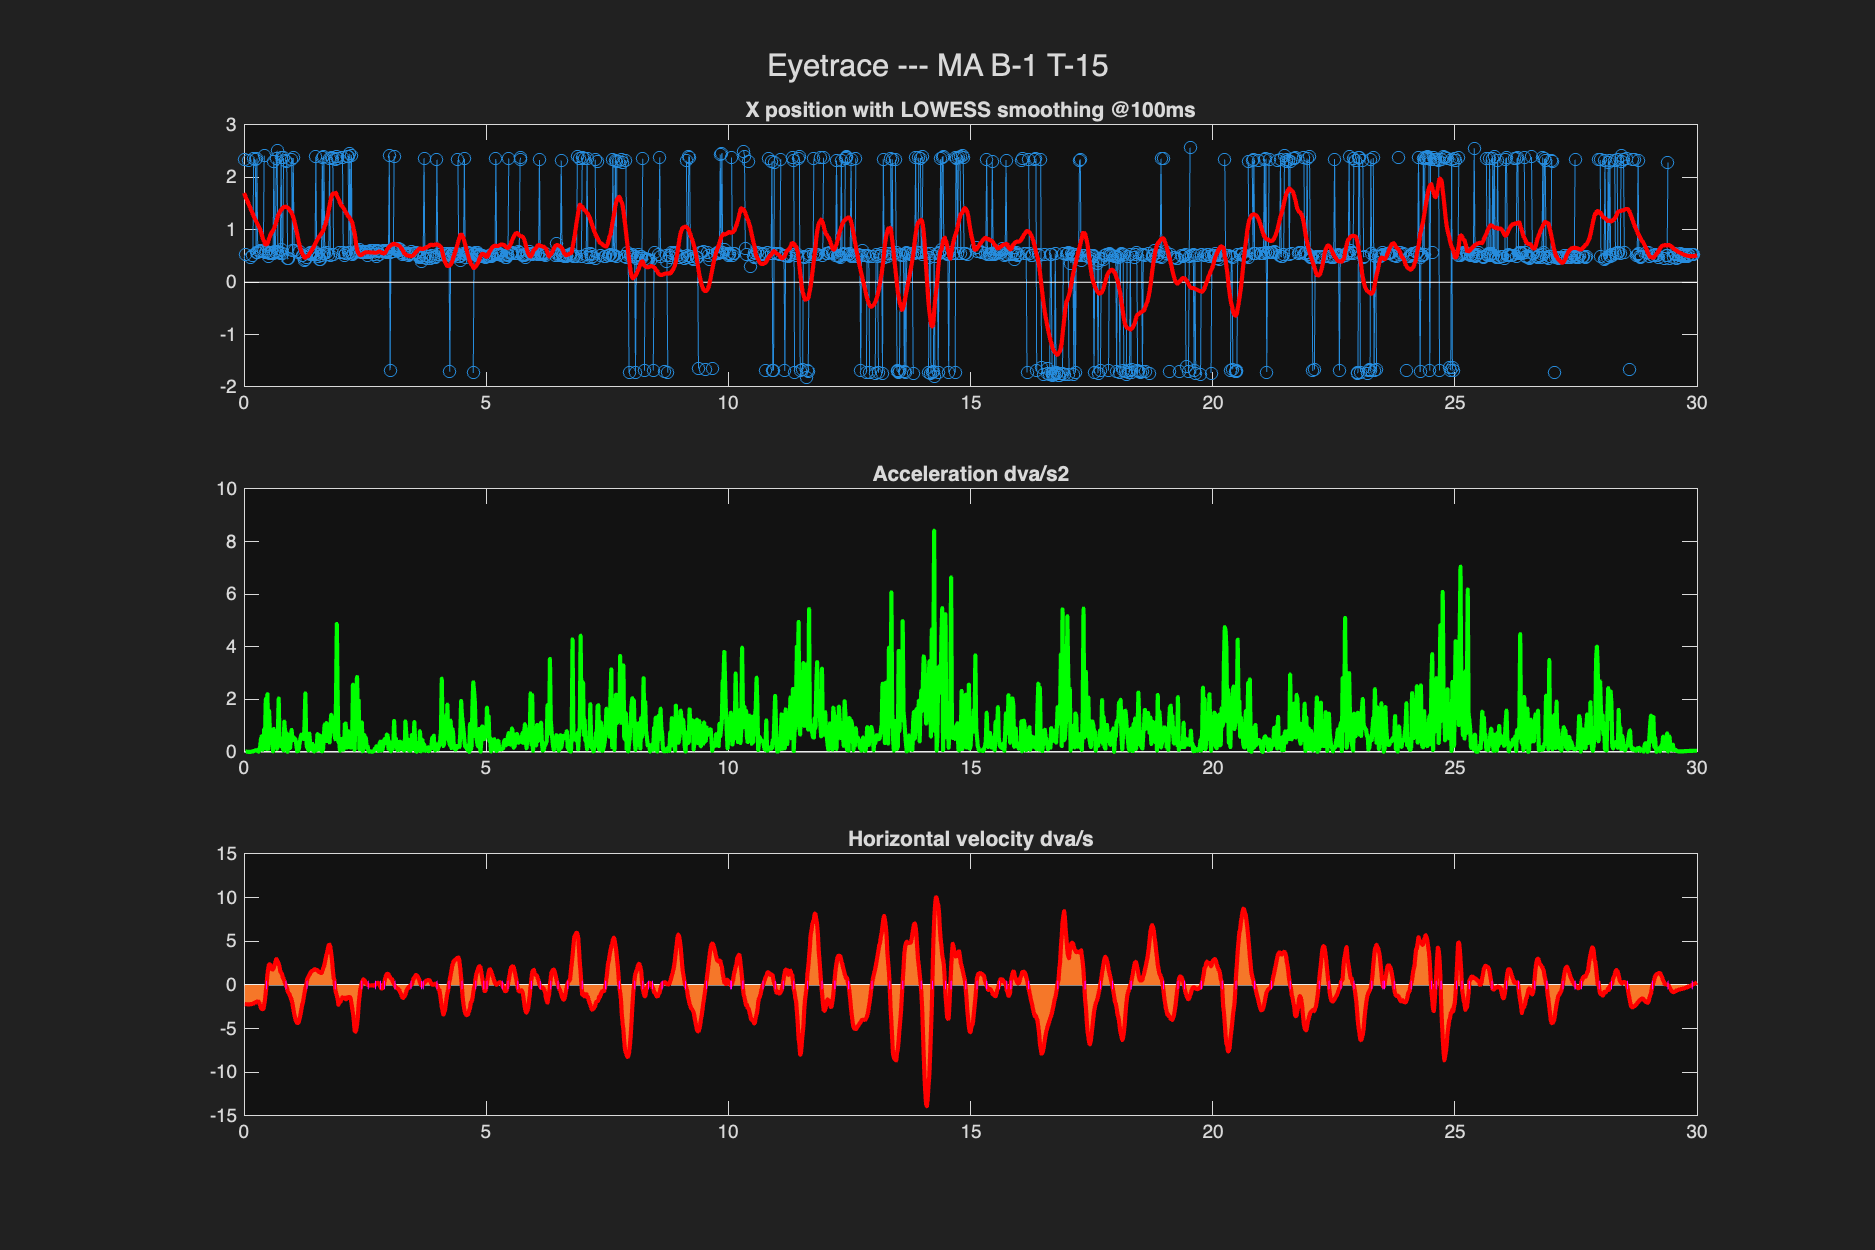 Eyetrace --- MA B-1 T-15
X position with LOWESS smoothing @100ms
3
2
1
0
-1
-2
0 5 10 15 20 25 30
Acceleration dva/s2
10
8
6
4
2
0
0 5 10 15 20 25 30
Horizontal velocity dva/s
15
10
5
0
-5
-10
-15
0 5 10 15 20 25 30